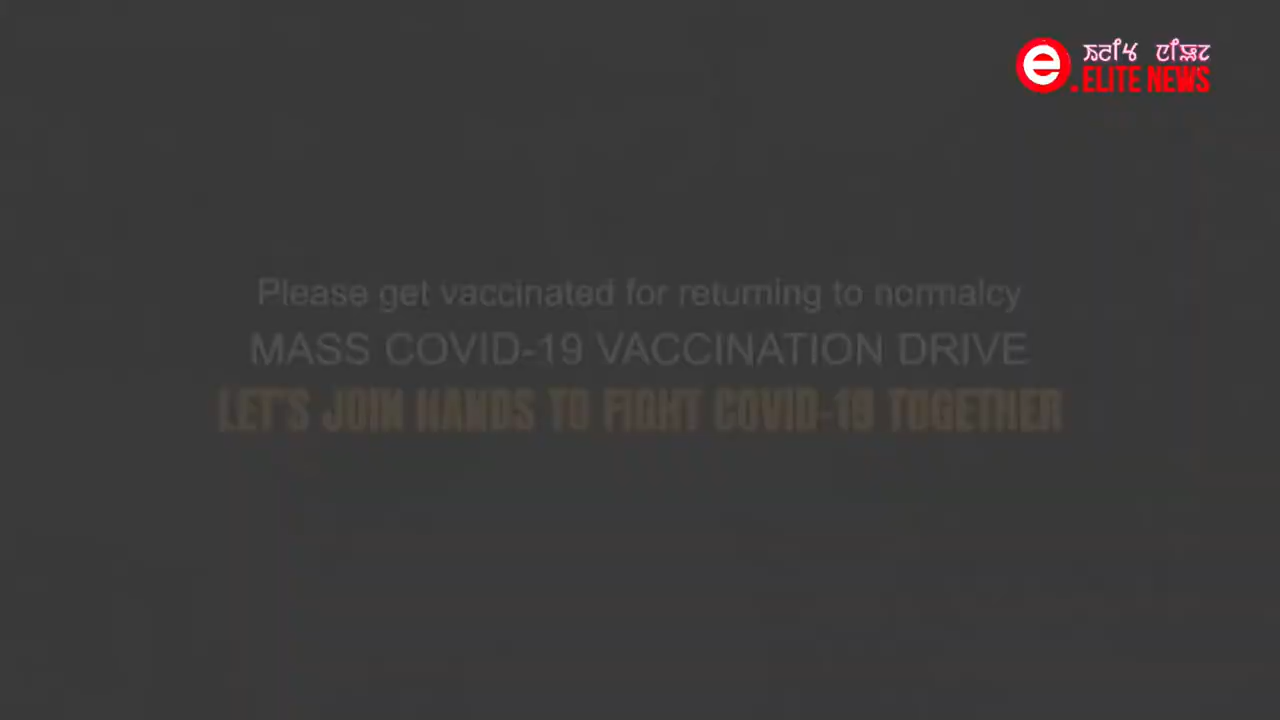 ELITE NEWS
Please get vaccinated for returning to normalcy
MASS COVID-19 VACCINATION DRIVE
LET'S JOIN HANDS TO FIGHT COVID-19 TOGETHER